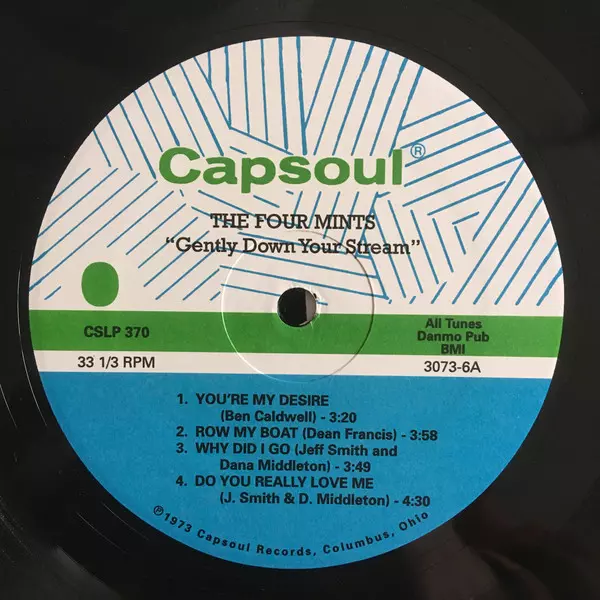 Capsoul®
THE FOUR MINTS
"Gently Down Your Stream"
CSLP 370
All Tunes
Danmo Pub
BMI
33 1/3 RPM
3073-6A
1. YOU'RE MY DESIRE
(Ben Caldwell) - 3:20
2. ROW MY BOAT (Dean Francis) - 3:58
3. WHY DID I GO (Jeff Smith and
Dana Middleton) - 3:49
4. DO YOU REALLY LOVE ME
(J. Smith & D. Middleton) - 4:30
℗1973 Capsoul Records, Columbus, Ohio